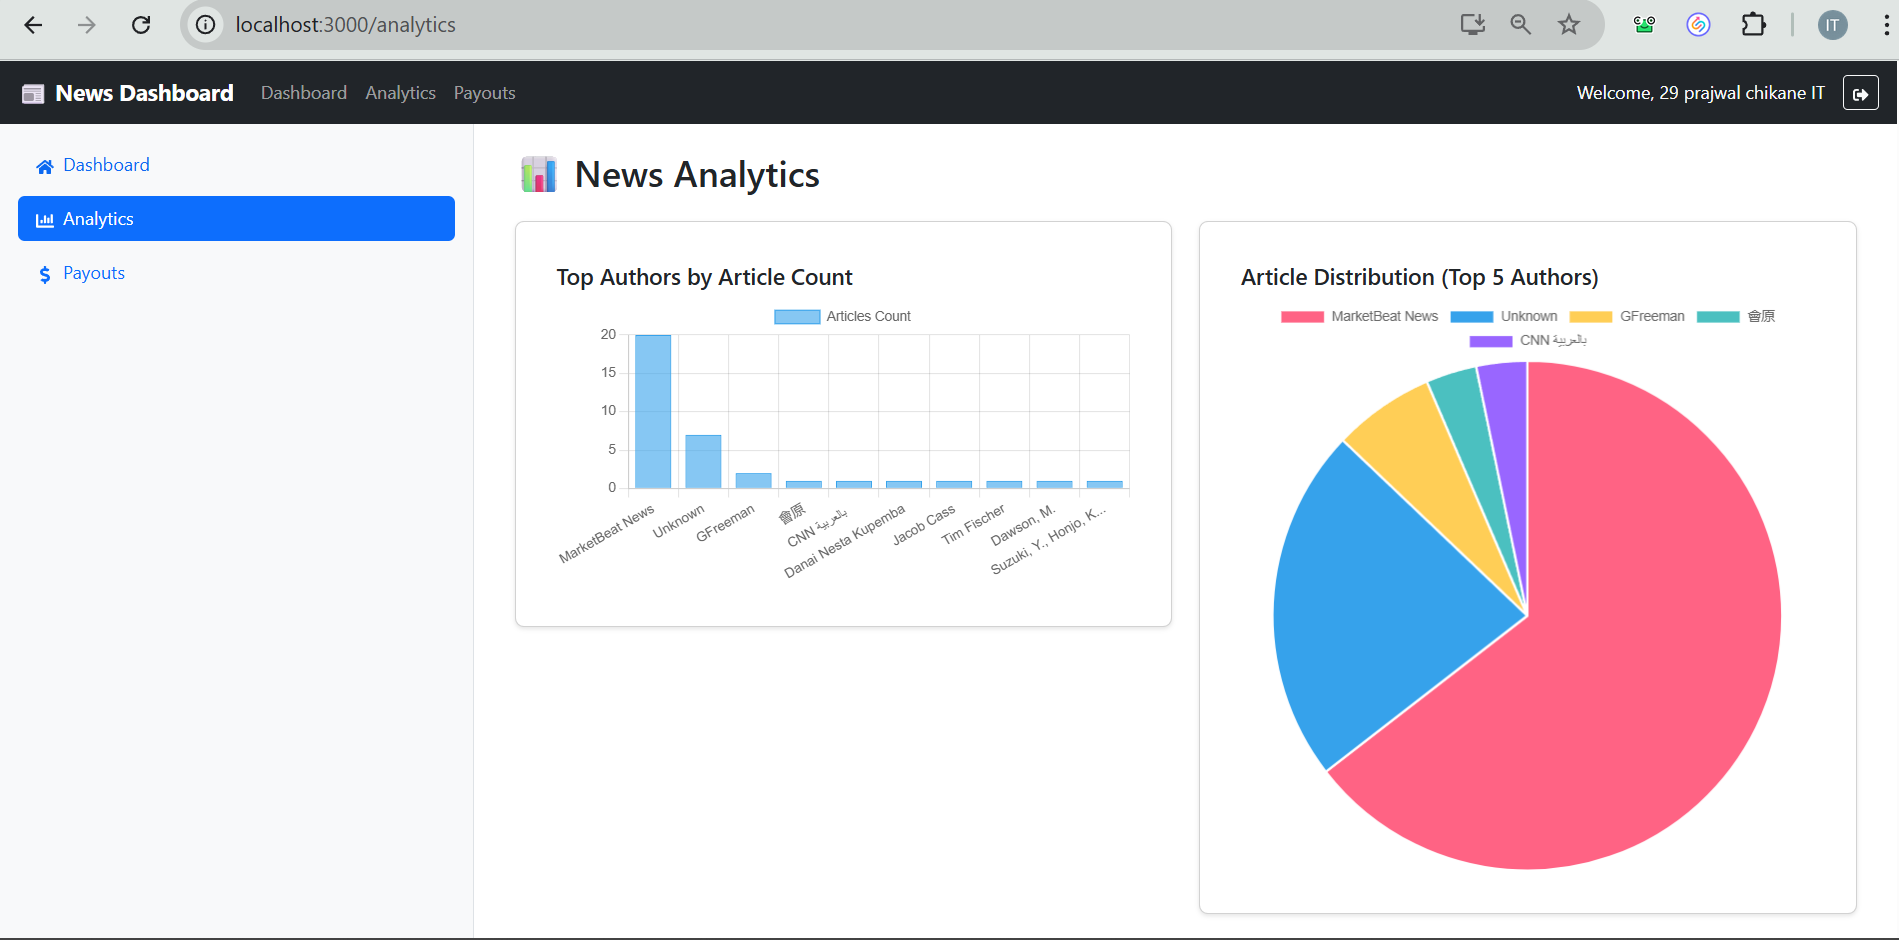 localhost:3000/analytics
IT
News Dashboard Dashboard Analytics Payouts
Welcome, 29 prajwal chikane IT
Dashboard
Analytics
Payouts
News Analytics
Top Authors by Article Count
Articles Count
20
15
10
5
0
MarketBeat News
Unknown
GFreeman
會原
CNN بالعربية
Danai Nesta Kupemba
Jacob Cass
Tim Fischer
Dawson, M.
Suzuki, Y., Honjo, K...
Article Distribution (Top 5 Authors)
MarketBeat News Unknown GFreeman 會原
CNN بالعربية